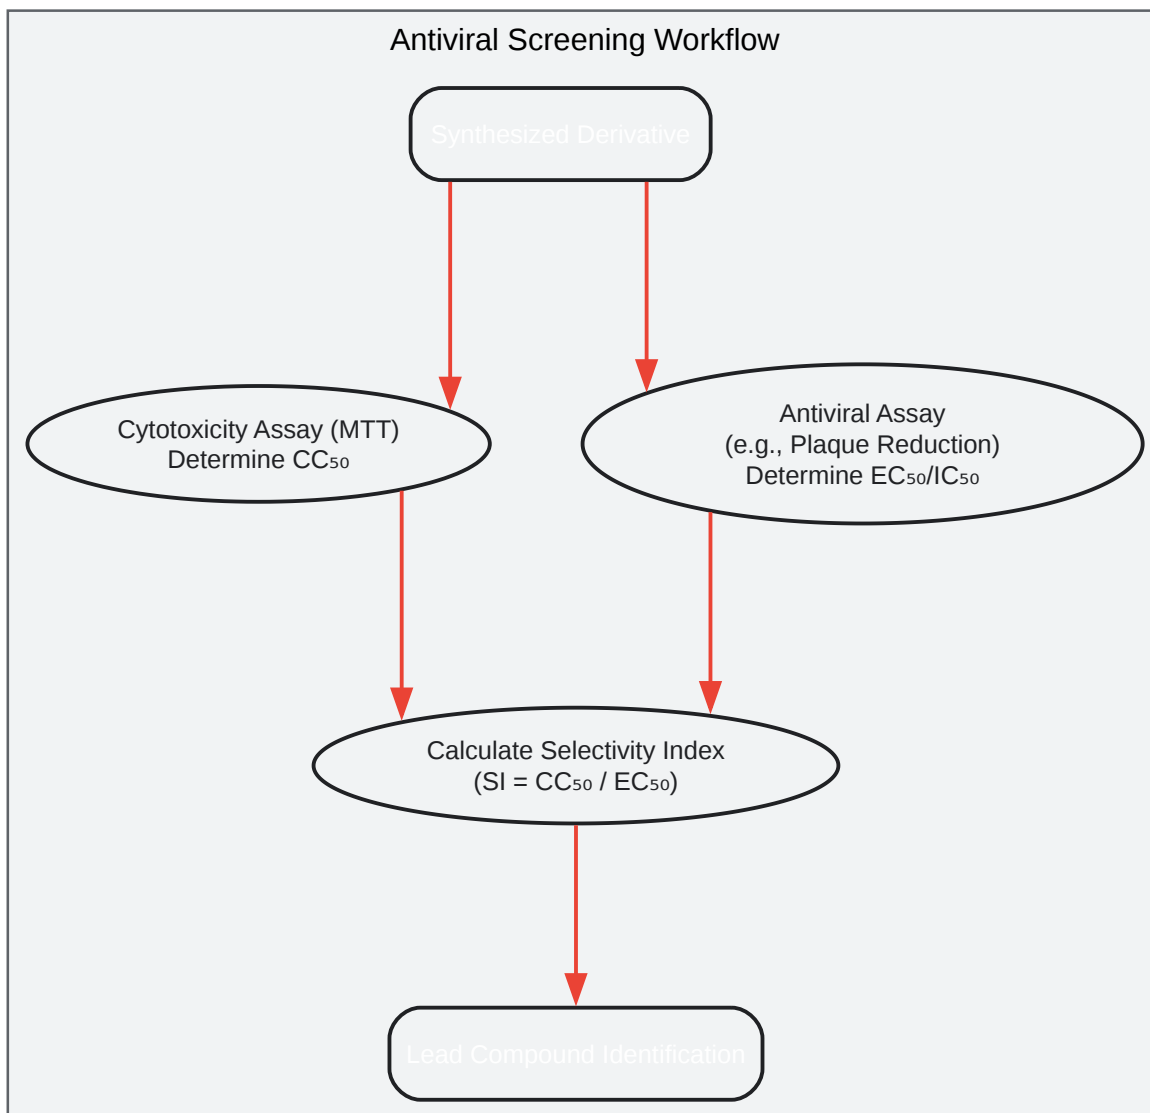 Antiviral Screening Workflow
Synthesized Derivative
Cytotoxicity Assay (MTT)
Determine CC₅₀
Antiviral Assay
(e.g., Plaque Reduction)
Determine EC₅₀/IC₅₀
Calculate Selectivity Index
(SI = CC₅₀ / EC₅₀)
Lead Compound Identification